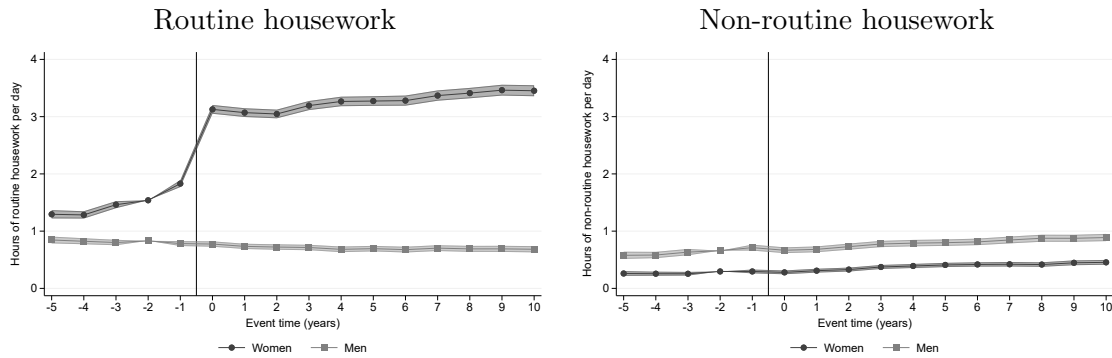 Routine housework
Hours of routine housework per day
4
3
2
1
0
-5 -4 -3 -2 -1 0 1 2 3 4 5 6 7 8 9 10
Event time (years)
Women Men
Non-routine housework
Hours of non-routine housework per day
4
3
2
1
0
-5 -4 -3 -2 -1 0 1 2 3 4 5 6 7 8 9 10
Event time (years)
Women Men